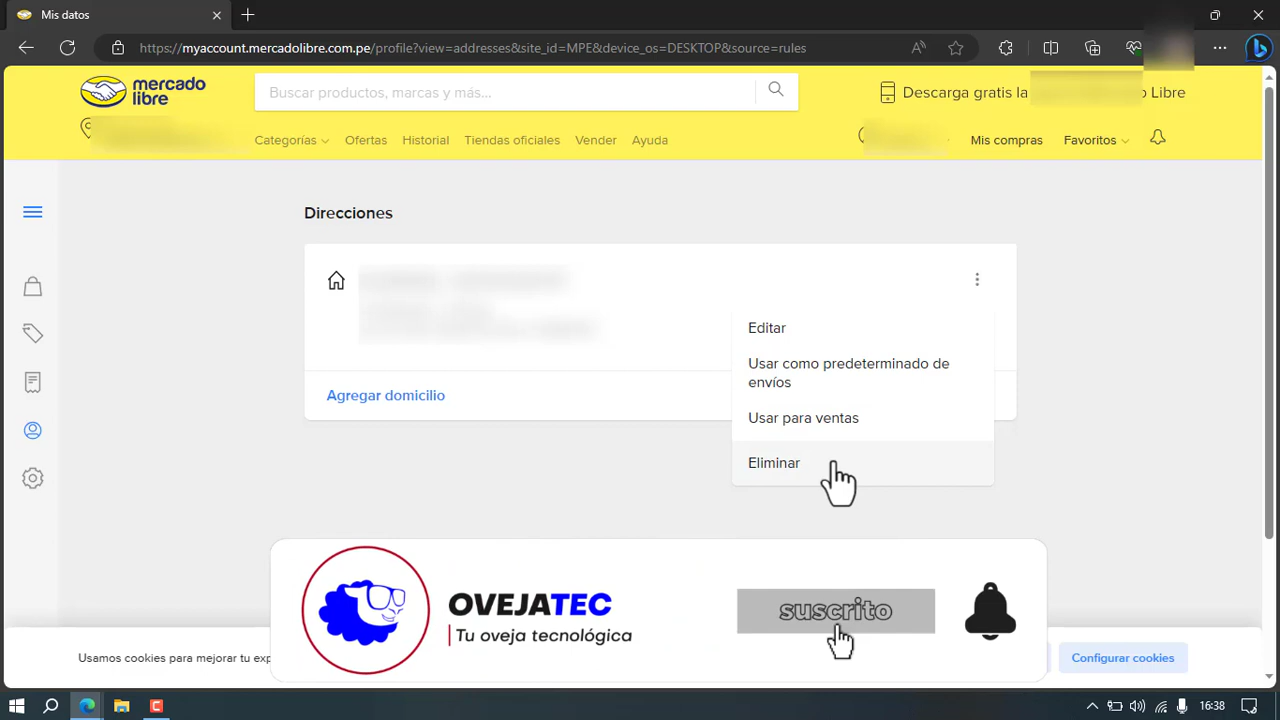 Mis datos
https://myaccount.mercadolibre.com.pe/profile?view=addresses&site_id=MPE&device_os=DESKTOP&source=rules
mercado
libre
Buscar productos, marcas y más...
Descarga gratis la Libre
Categorías
Ofertas
Historial
Tiendas oficiales
Vender
Ayuda
Mis compras
Favoritos
Direcciones
Editar
Usar como predeterminado de
envíos
Usar para ventas
Eliminar
Agregar domicilio
OVEJATEC
Tu oveja tecnológica
suscrito
Usamos cookies para mejorar tu exp
Configurar cookies
16:38